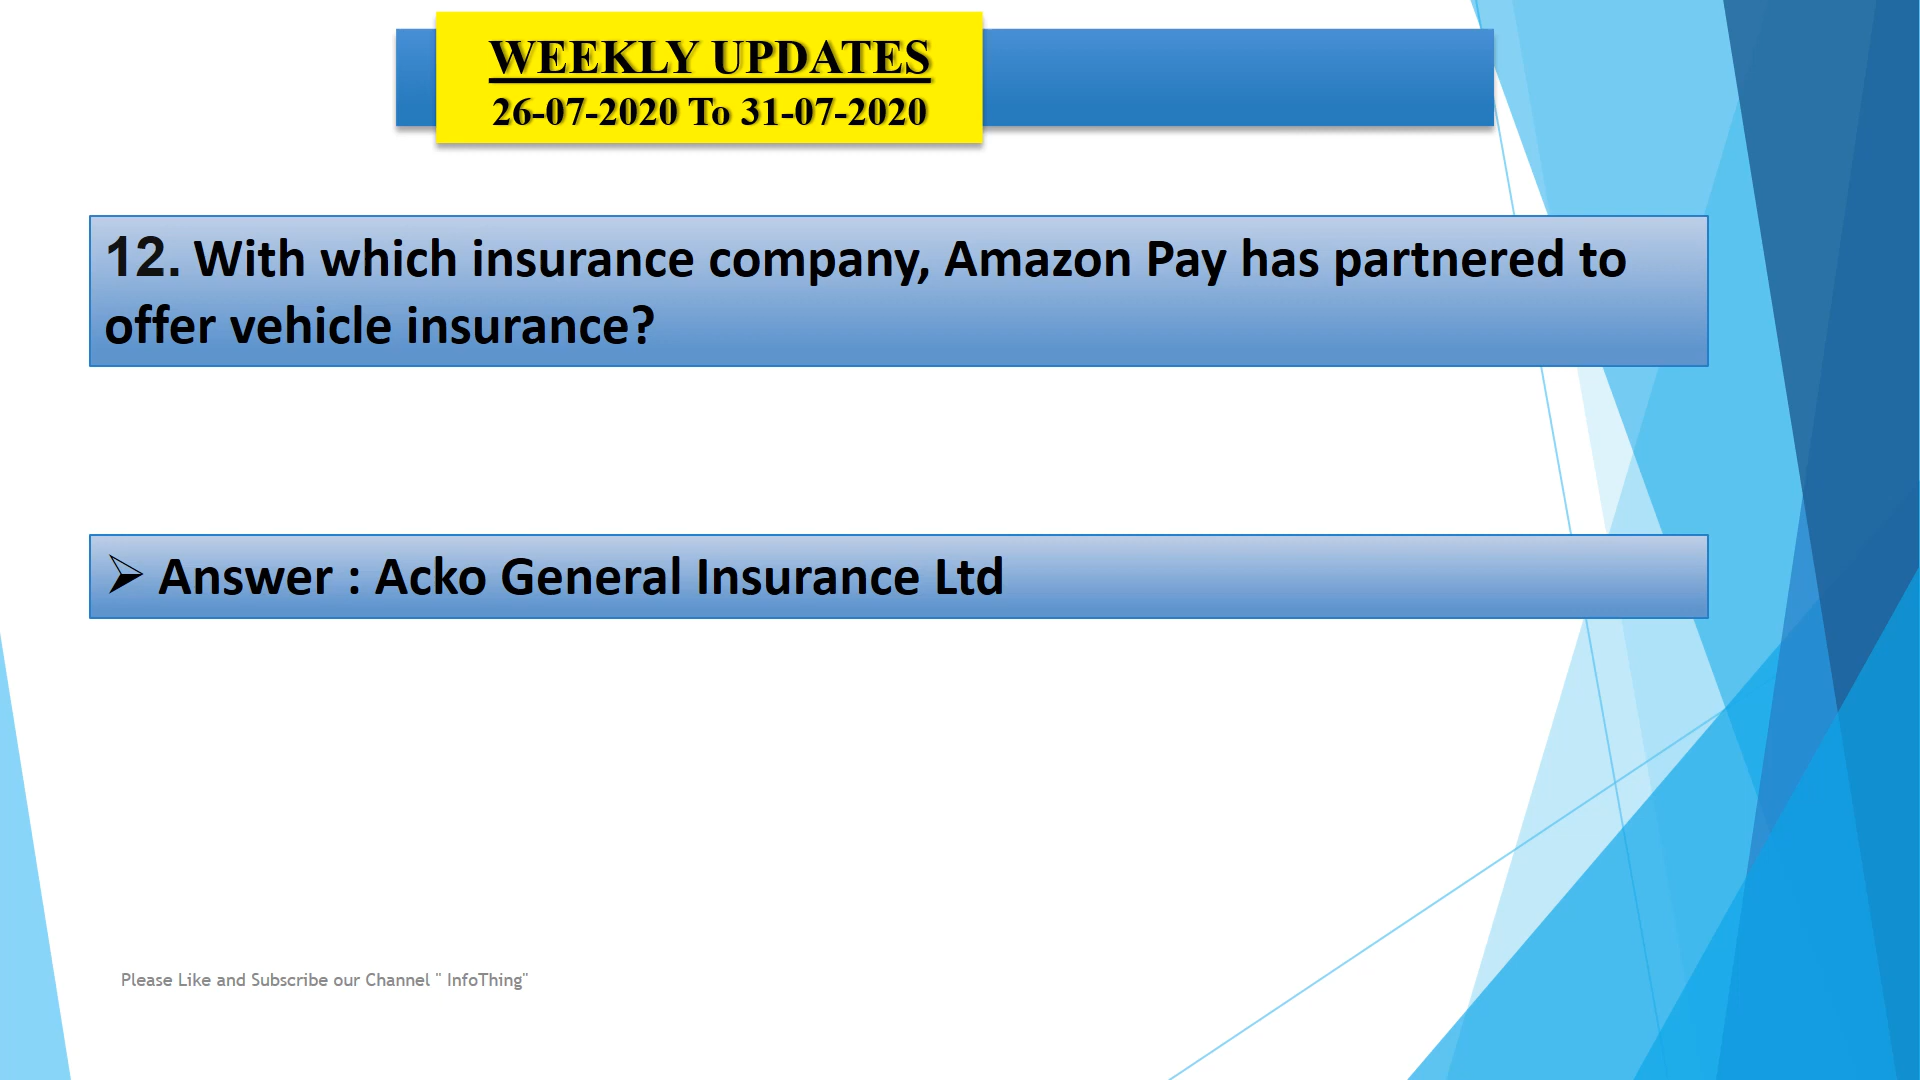 WEEKLY UPDATES
26-07-2020 To 31-07-2020
12. With which insurance company, Amazon Pay has partnered to
offer vehicle insurance?
➢ Answer : Acko General Insurance Ltd
Please Like and Subscribe our Channel " InfoThing"